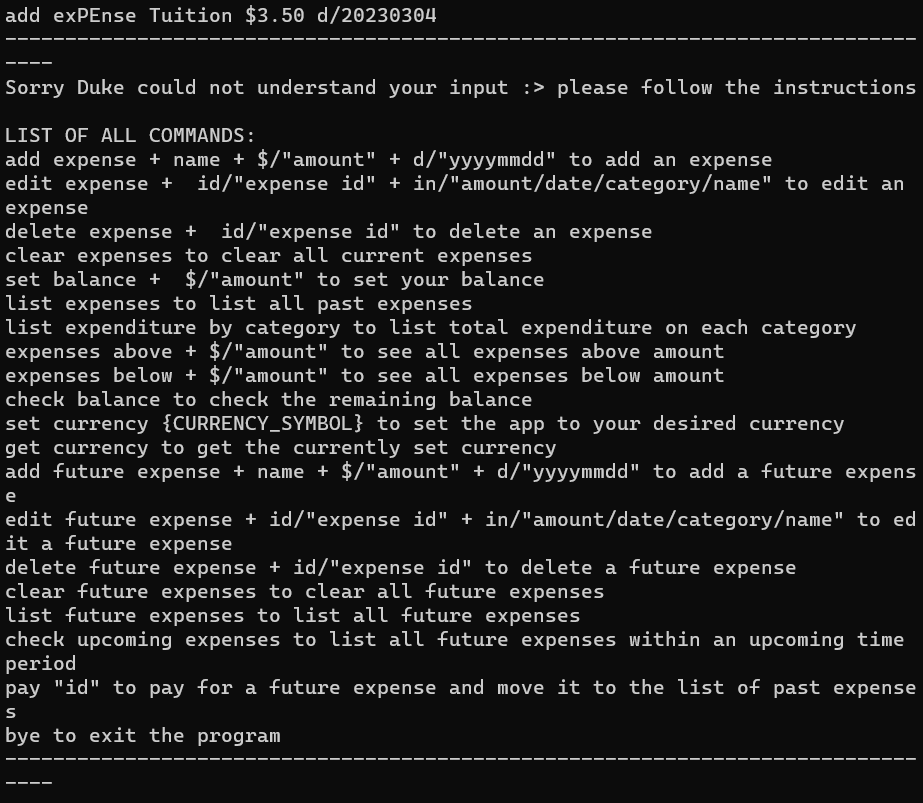 add exPEnse Tuition $3.50 d/20230304
----------------------------------------------------------------------------
----
Sorry Duke could not understand your input :> please follow the instructions
LIST OF ALL COMMANDS:
add expense + name + $/"amount" + d/"yyyymmdd" to add an expense
edit expense +  id/"expense id" + in/"amount/date/category/name" to edit an
expense
delete expense +  id/"expense id" to delete an expense
clear expenses to clear all current expenses
set balance +  $/"amount" to set your balance
list expenses to list all past expenses
list expenditure by category to list total expenditure on each category
expenses above + $/"amount" to see all expenses above amount
expenses below + $/"amount" to see all expenses below amount
check balance to check the remaining balance
set currency {CURRENCY_SYMBOL} to set the app to your desired currency
get currency to get the currently set currency
add future expense + name + $/"amount" + d/"yyyymmdd" to add a future expens
e
edit future expense + id/"expense id" + in/"amount/date/category/name" to ed
it a future expense
delete future expense + id/"expense id" to delete a future expense
clear future expenses to clear all future expenses
list future expenses to list all future expenses
check upcoming expenses to list all future expenses within an upcoming time
period
pay "id" to pay for a future expense and move it to the list of past expense
s
bye to exit the program
----------------------------------------------------------------------------
----